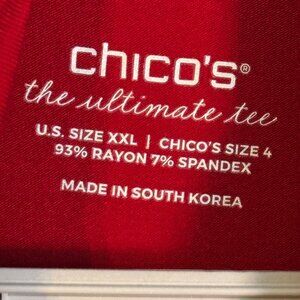 chico's®
the ultimate tee
U.S. SIZE XXL | CHICO'S SIZE 4
93% RAYON 7% SPANDEX
MADE IN SOUTH KOREA